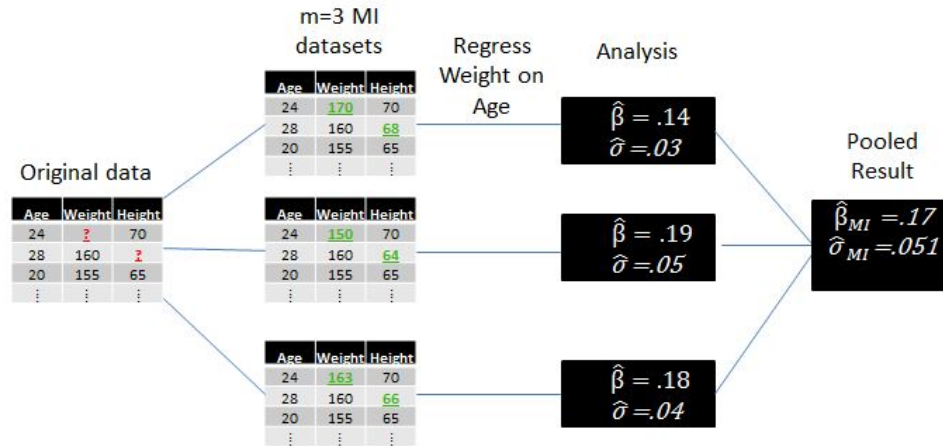 m=3 MI
datasets
Regress
Weight on
Age
Analysis
Pooled
Result
Original data
Age Weight Height
24 ? 70
28 160 ?
20 155 65
⋮ ⋮ ⋮
Age Weight Height
24 170 70
28 160 68
20 155 65
⋮ ⋮ ⋮
Age Weight Height
24 150 70
28 160 64
20 155 65
⋮ ⋮ ⋮
Age Weight Height
24 163 70
28 160 66
20 155 65
⋮ ⋮ ⋮
β̂ = .14
σ̂ =.03
β̂ = .19
σ̂ =.05
β̂ = .18
σ̂ =.04
β̂MI =.17
σ̂MI =.051